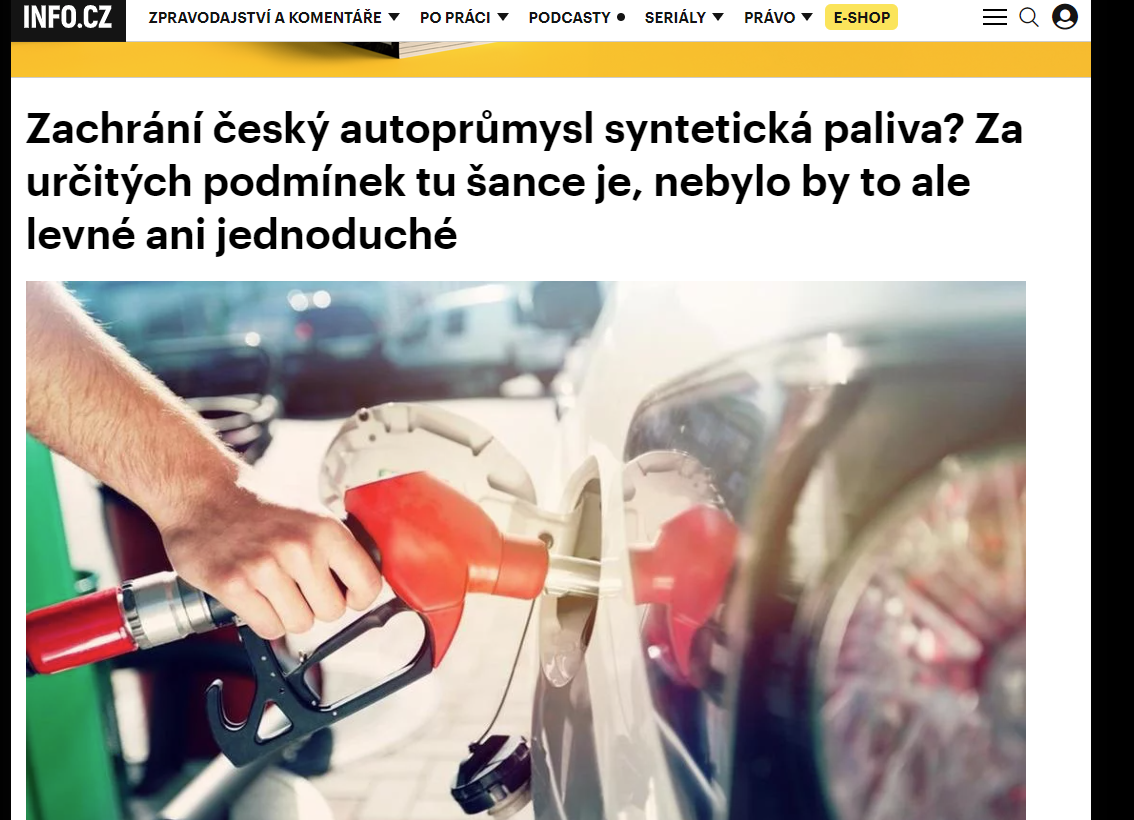 INFO.CZ
ZPRAVODAJSTVÍ A KOMENTÁŘE PO PRÁCI PODCASTY SERIÁLY PRÁVO E-SHOP
Zachrání český autoprůmysl syntetická paliva? Za
určitých podmínek tu šance je, nebylo by to ale
levné ani jednoduché